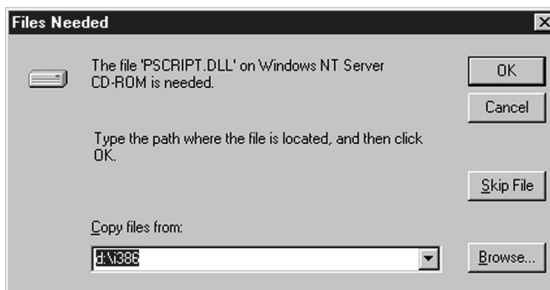 Files Needed
The file 'PSCRIPT.DLL' on Windows NT Server
CD-ROM is needed.
OK
Cancel
Type the path where the file is located, and then click
OK.
Skip File
Copy files from:
d:\i386
Browse...